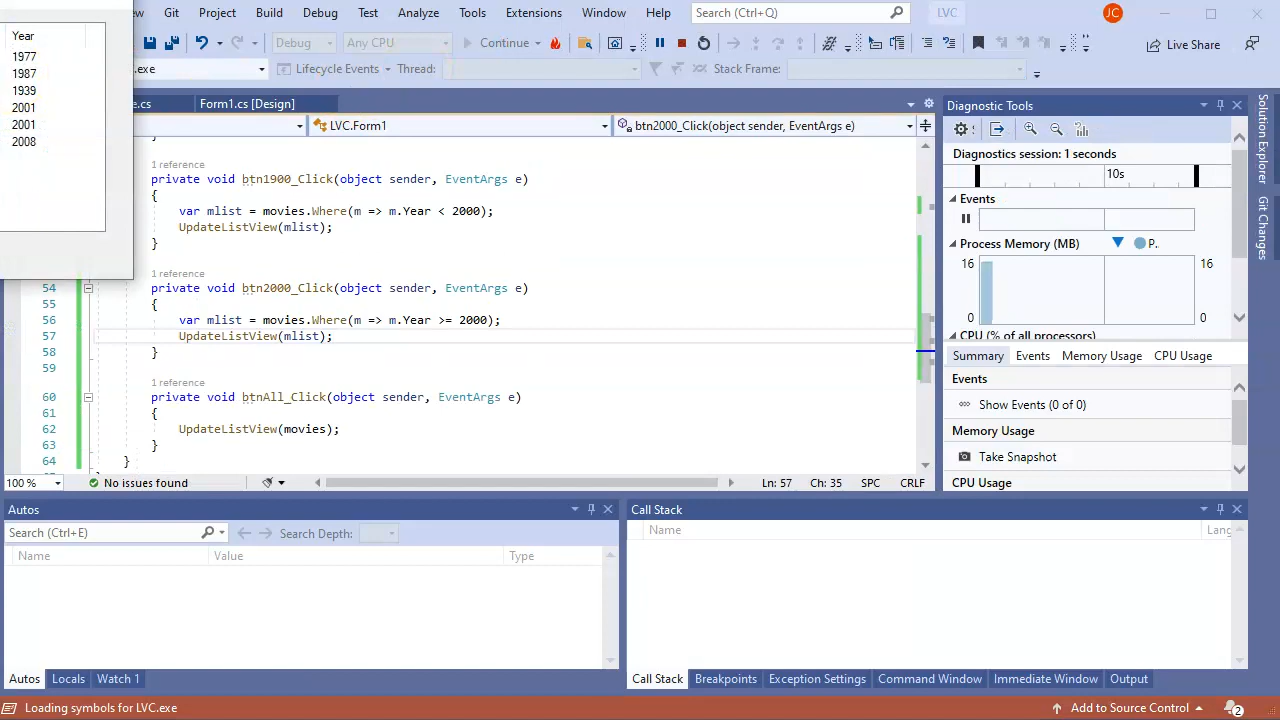 Git Project Build Debug Test Analyze Tools Extensions Window Help Search (Ctrl+Q) LVC JC
Debug Any CPU Continue Live Share
.exe Lifecycle Events Thread: Stack Frame:
Year
1977
1987
1939
2001
2001
2008
Form1.cs [Design]
LVC.Form1 btn2000_Click(object sender, EventArgs e)
}
1 reference
private void btn1900_Click(object sender, EventArgs e)
{
var mlist = movies.Where(m => m.Year < 2000);
UpdateListView(mlist);
}
1 reference
54 private void btn2000_Click(object sender, EventArgs e)
55 {
56 var mlist = movies.Where(m => m.Year >= 2000);
57 UpdateListView(mlist);
58 }
59
1 reference
60 private void btnAll_Click(object sender, EventArgs e)
61 {
62 UpdateListView(movies);
63 }
64 }
100 % No issues found Ln: 57 Ch: 35 SPC CRLF
Diagnostic Tools
Diagnostics session: 1 seconds
10s
Events
Process Memory (MB) P..
16 16
0 0
CPU (% of all processors)
Summary Events Memory Usage CPU Usage
Events
Show Events (0 of 0)
Memory Usage
Take Snapshot
CPU Usage
Solution Explorer
Git Changes
Autos
Search (Ctrl+E) Search Depth:
Name Value Type
Autos Locals Watch 1
Call Stack
Name Lang
Call Stack Breakpoints Exception Settings Command Window Immediate Window Output
Loading symbols for LVC.exe Add to Source Control 2